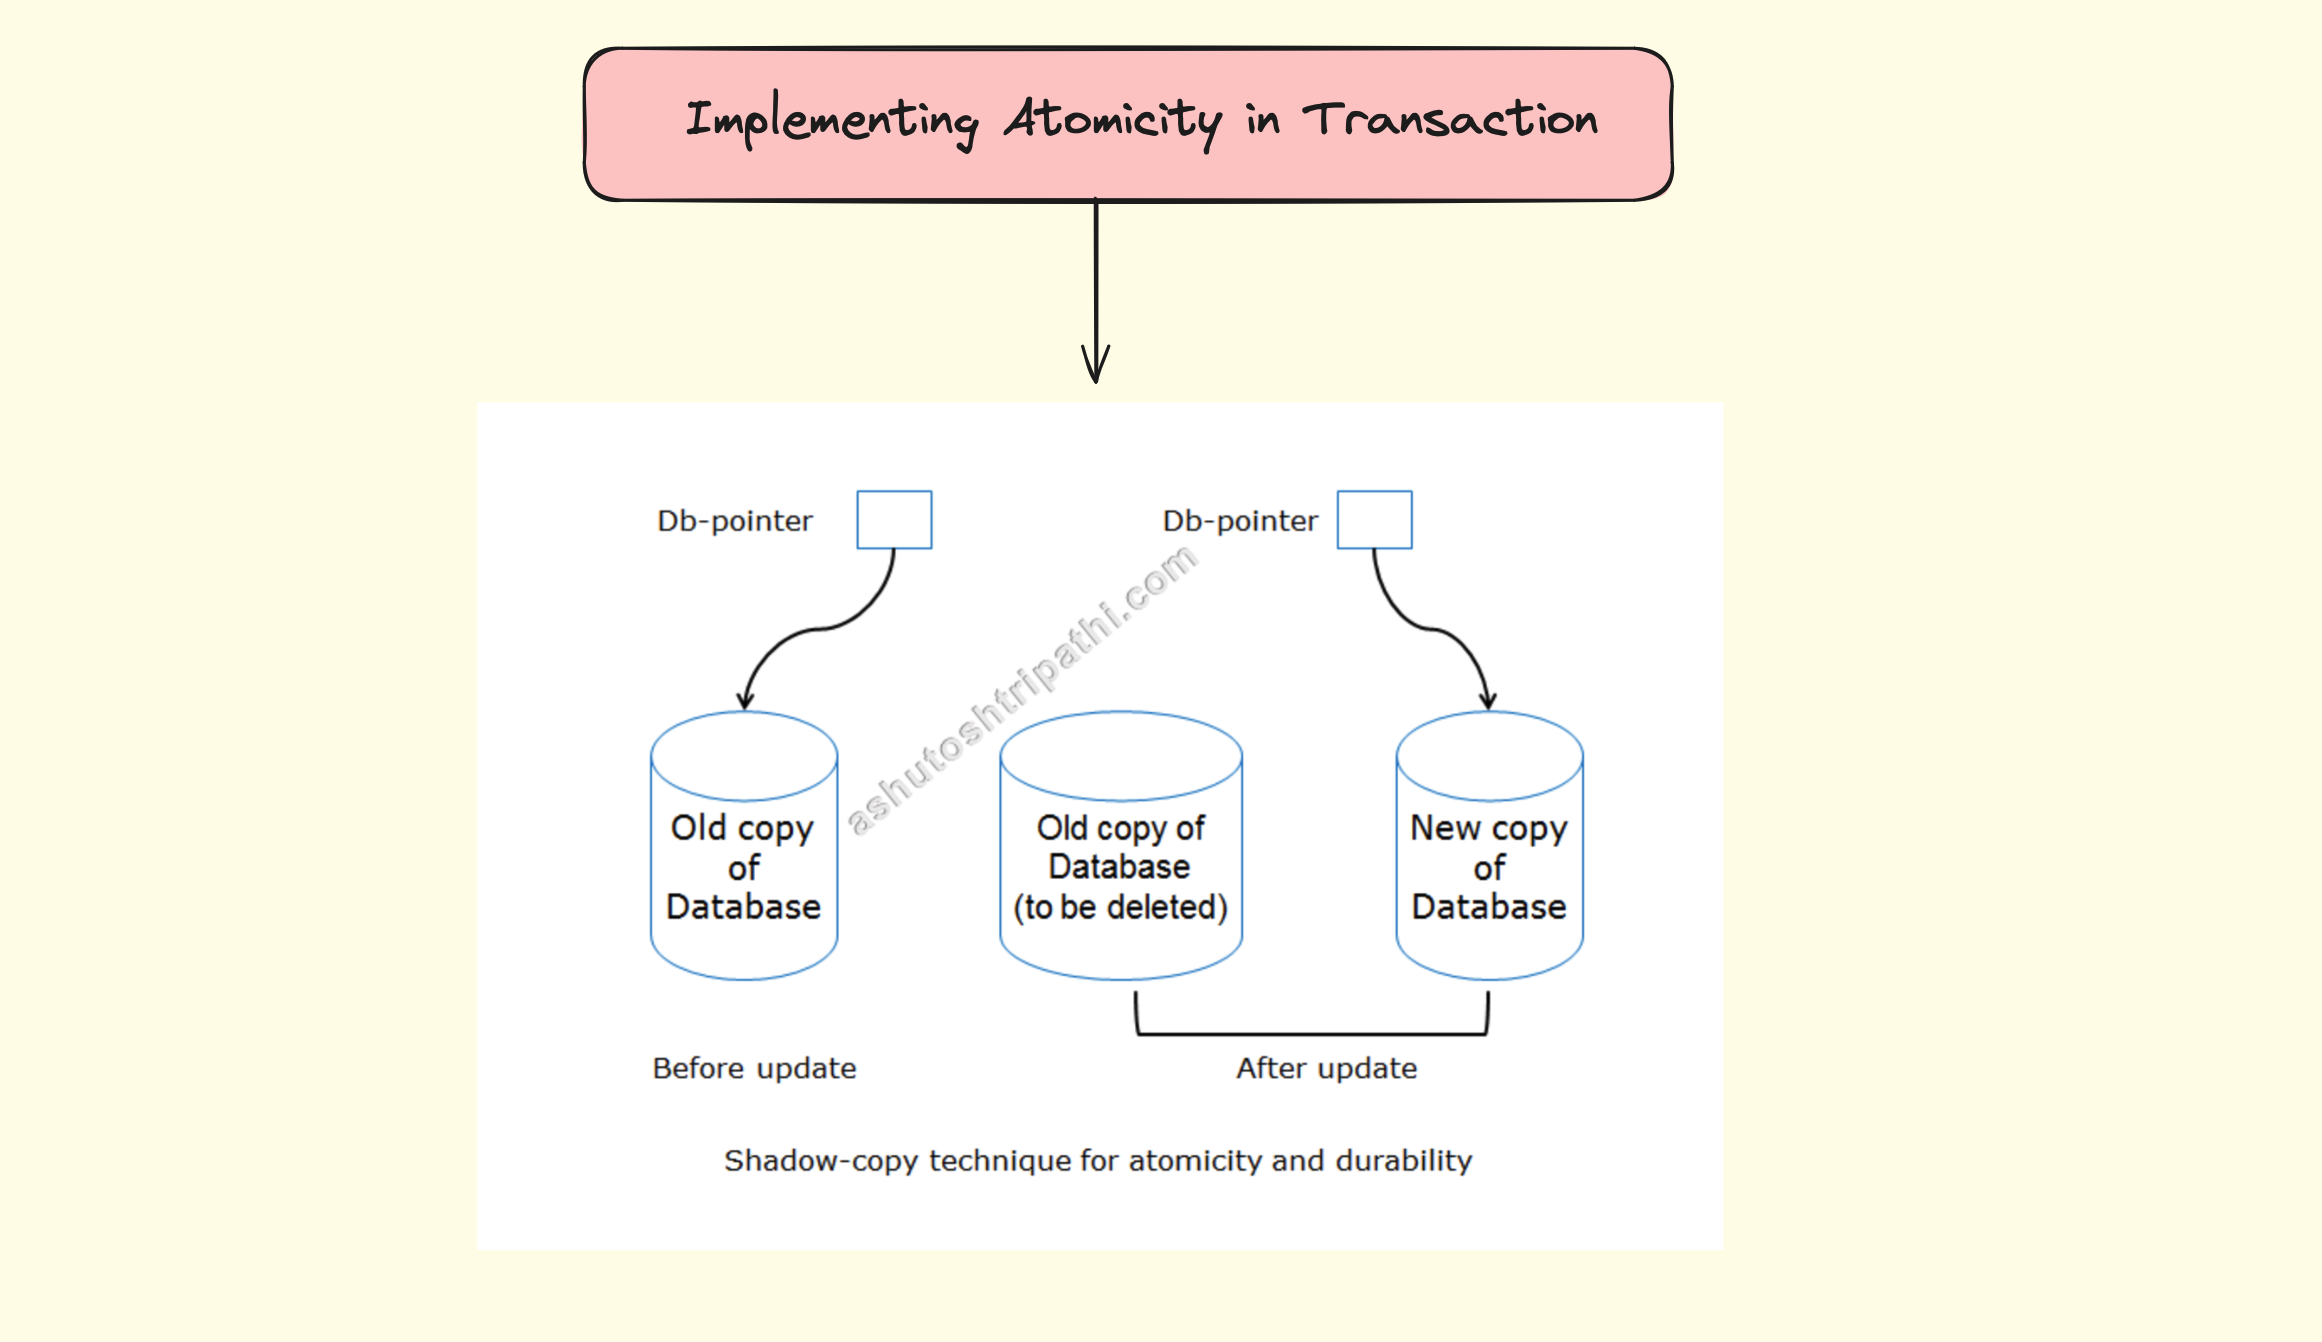 Implementing Atomicity in Transaction
Db-pointer
Db-pointer
ashutoshtripathi.com
Old copy
of
Database
Old copy of
Database
(to be deleted)
New copy
of
Database
Before update
After update
Shadow-copy technique for atomicity and durability